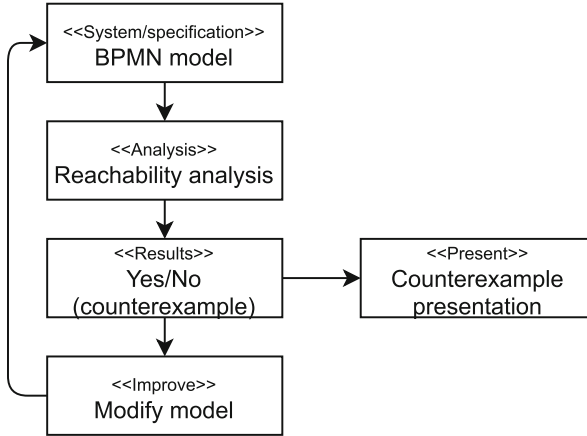 <<System/specification>>
BPMN model
<<Analysis>>
Reachability analysis
<<Results>>
Yes/No
(counterexample)
<<Present>>
Counterexample
presentation
<<Improve>>
Modify model